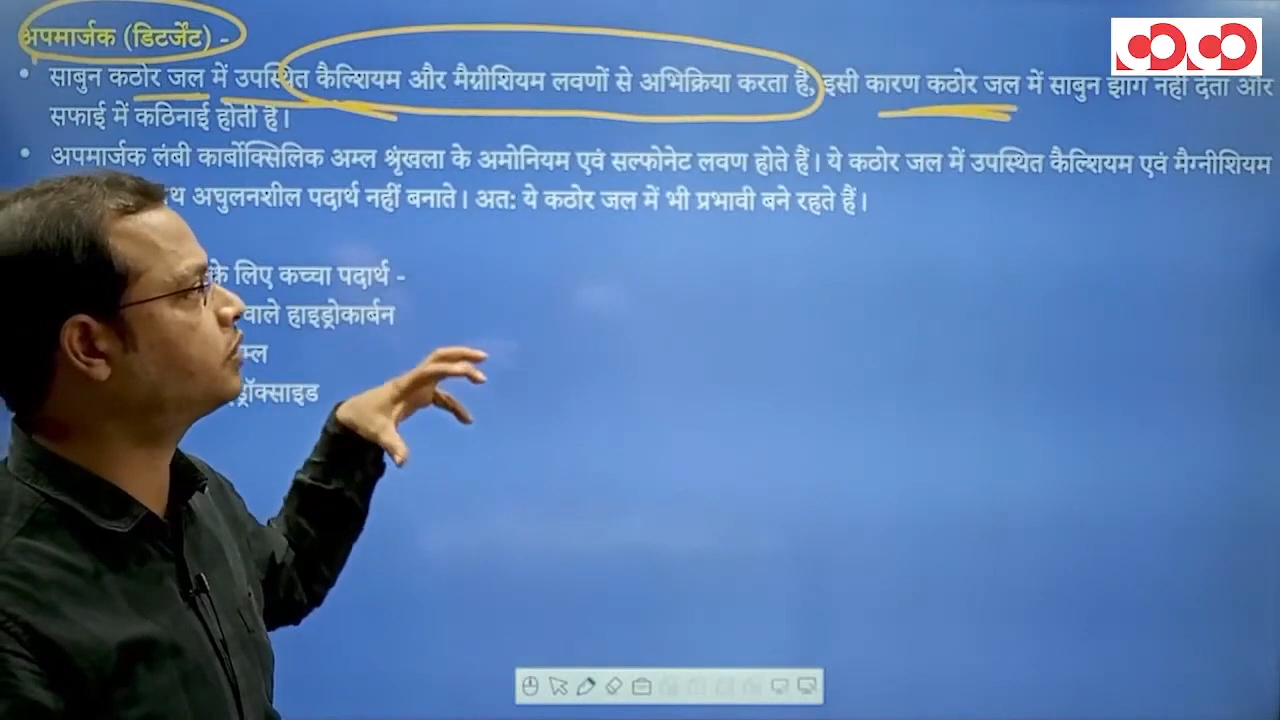 अपमार्जक (डिटर्जेंट) -
• साबुन कठोर जल में उपस्थित कैल्शियम और मैग्नीशियम लवणों से अभिक्रिया करता है, इसी कारण कठोर जल में साबुन झाग नहीं देता और
सफाई में कठिनाई होती है।
• अपमार्जक लंबी कार्बोक्सिलिक अम्ल श्रृंखला के अमोनियम एवं सल्फोनेट लवण होते हैं। ये कठोर जल में उपस्थित कैल्शियम एवं मैग्नीशियम
अघुलनशील पदार्थ नहीं बनाते। अत: ये कठोर जल में भी प्रभावी बने रहते हैं।
के लिए कच्चा पदार्थ -
वाले हाइड्रोकार्बन